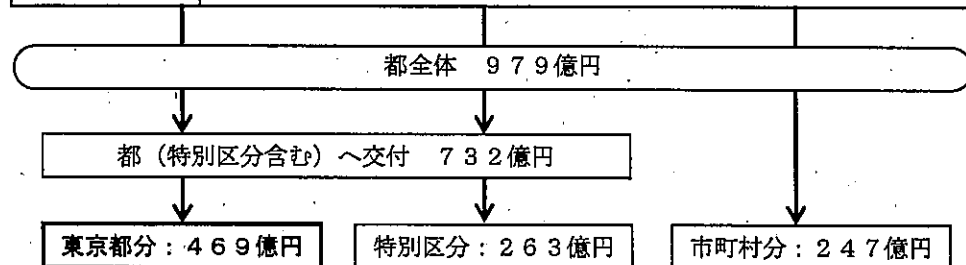 都全体 979億円
都（特別区分含む）へ交付 732億円
東京都分：469億円
特別区分：263億円
市町村分：247億円